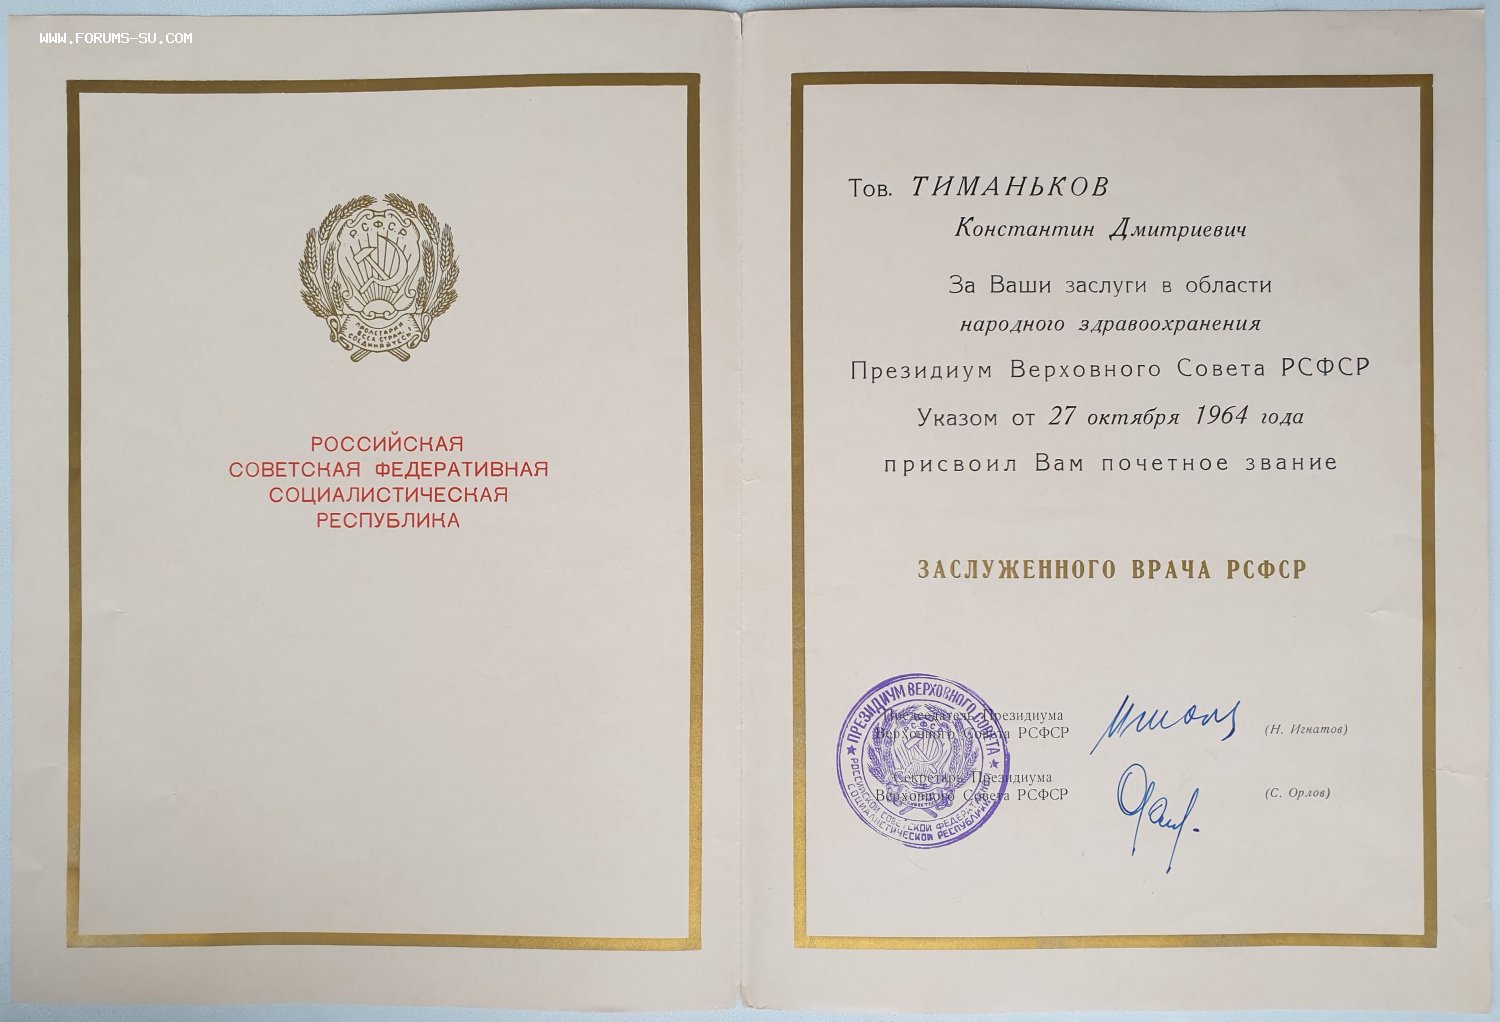 WWW.FORUMS-SU.COM
Р.С.Ф.С.Р.
ПРОЛЕТАРИИ
ВСЕХ СТРАН,
СОЕДИНЯЙТЕСЬ!
РОССИЙСКАЯ
СОВЕТСКАЯ ФЕДЕРАТИВНАЯ
СОЦИАЛИСТИЧЕСКАЯ
РЕСПУБЛИКА
Тов. ТИМАНЬКОВ
Константин Дмитриевич
За Ваши заслуги в области
народного здравоохранения
Президиум Верховного Совета РСФСР
Указом от 27 октября 1964 года
присвоил Вам почетное звание
ЗАСЛУЖЕННОГО ВРАЧА РСФСР
Председатель Президиума
Верховного Совета РСФСР
(Н. Игнатов)
Секретарь Президиума
Верховного Совета РСФСР
(С. Орлов)
ПРЕЗИДИУМ ВЕРХОВНОГО СОВЕТА
РОССИЙСКОЙ СОВЕТСКОЙ ФЕДЕРАТИВНОЙ
СОЦИАЛИСТИЧЕСКОЙ РЕСПУБЛИКИ